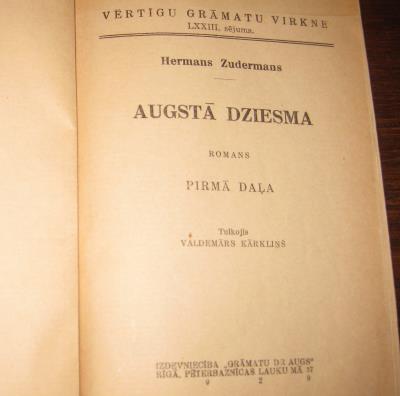 VĒRTĪGU GRĀMATU VIRKNE
LXXIII. sējums.
Hermans Zudermans
AUGSTĀ DZIESMA
ROMANS
PIRMĀ DAĻA
Tulkojis
VALDEMĀRS KĀRKLIŅŠ
IZDEVNIECĪBA „GRĀMATU DRAUGS"
RĪGĀ, PĒTERBAZNĪCAS LAUKUMĀ
1 9 2 9